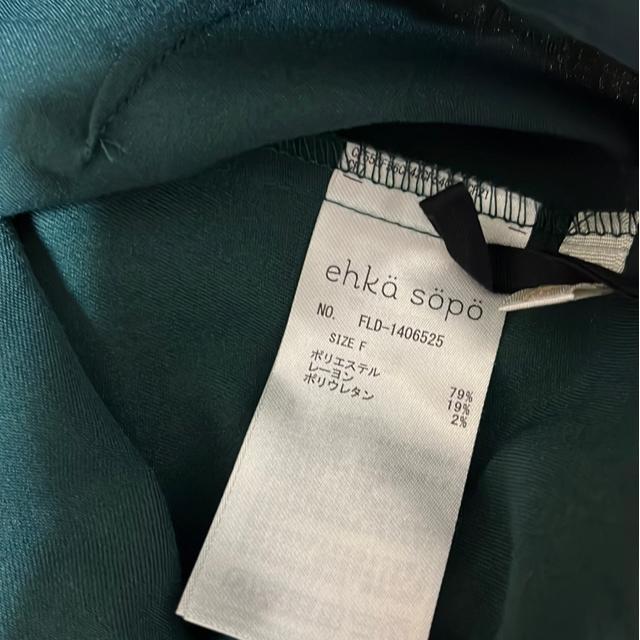 ehkä söpö
NO. FLD-1406525
SIZE F
ポリエステル 79%
レーヨン 19%
ポリウレタン 2%